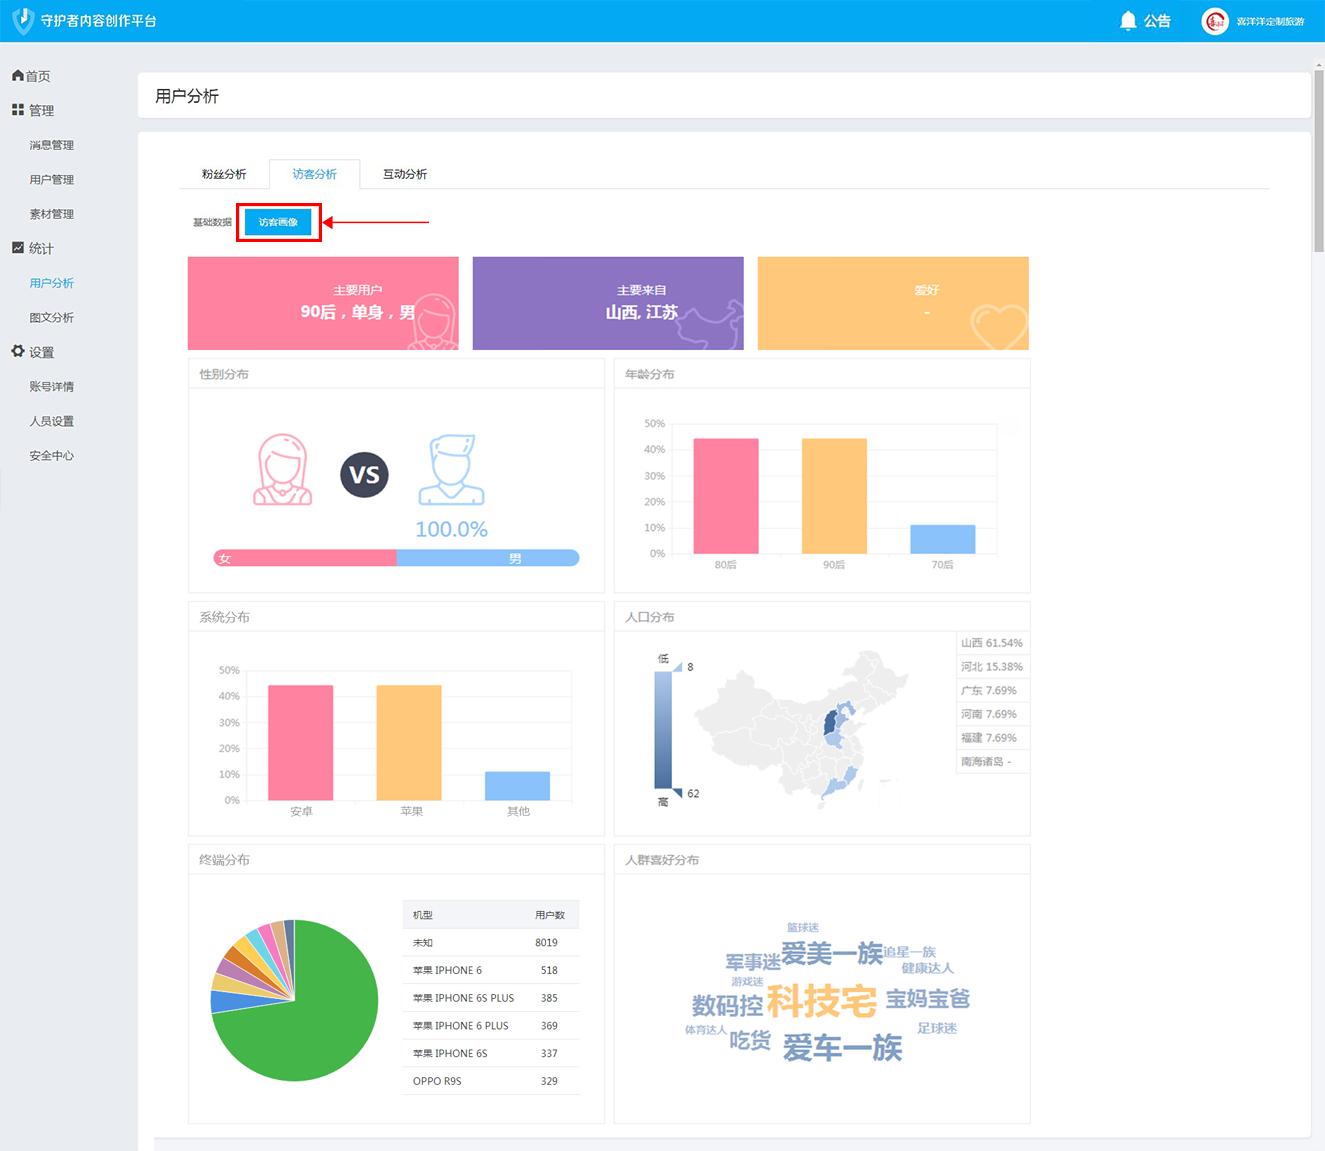 守护者内容创作平台
公告
喜洋洋定制旅游
首页
管理
消息管理
用户管理
素材管理
统计
用户分析
图文分析
设置
账号详情
人员设置
安全中心
用户分析
粉丝分析 访客分析 互动分析
基础数据 访客画像
主要用户
90后，单身，男
主要来自
山西, 江苏
爱好
-
性别分布
VS
100.0%
女 男
年龄分布
50%
40%
30%
20%
10%
0%
80后 90后 70后
系统分布
50%
40%
30%
20%
10%
0%
安卓 苹果 其他
人口分布
低
8
62
高
山西 61.54%
河北 15.38%
广东 7.69%
河南 7.69%
福建 7.69%
南海诸岛 -
终端分布
机型 用户数
未知 8019
苹果 IPHONE 6 518
苹果 IPHONE 6S PLUS 385
苹果 IPHONE 6 PLUS 369
苹果 IPHONE 6S 337
OPPO R9S 329
人群喜好分布
篮球迷
军事迷 爱美一族 追星一族
健康达人
游戏迷
数码控 科技宅 宝妈宝爸
体育达人 吃货 爱车一族 足球迷